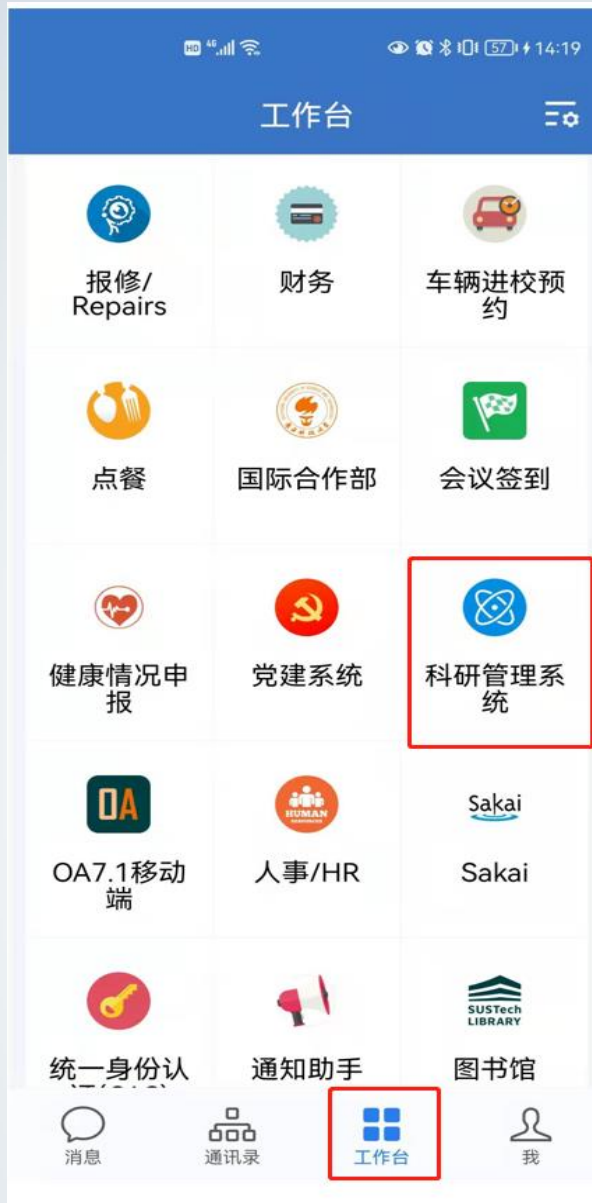 HD 4G 57 14:19
工作台
报修/
Repairs
财务
车辆进校预
约
点餐
国际合作部
会议签到
健康情况申
报
党建系统
科研管理系
统
OA
HUMAN
Sakai
OA7.1移动
端
人事/HR
Sakai
SUSTech
LIBRARY
统一身份认
通知助手
图书馆
消息
通讯录
工作台
我